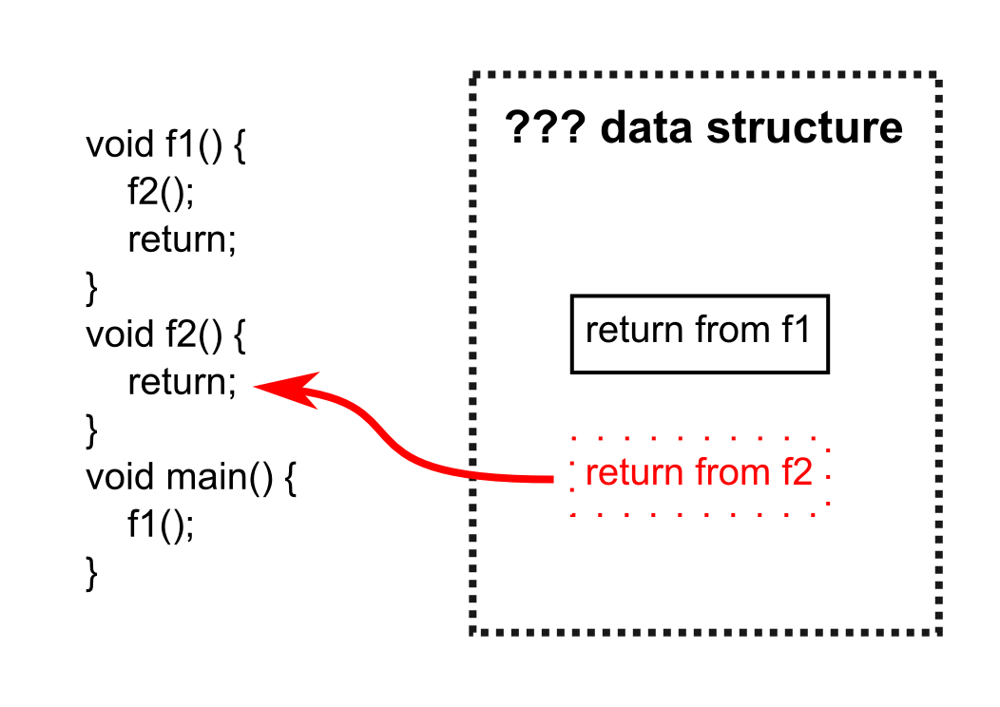 void f1() {
f2();
return;
}
void f2() {
return;
}
void main() {
f1();
}
??? data structure
return from f1
return from f2